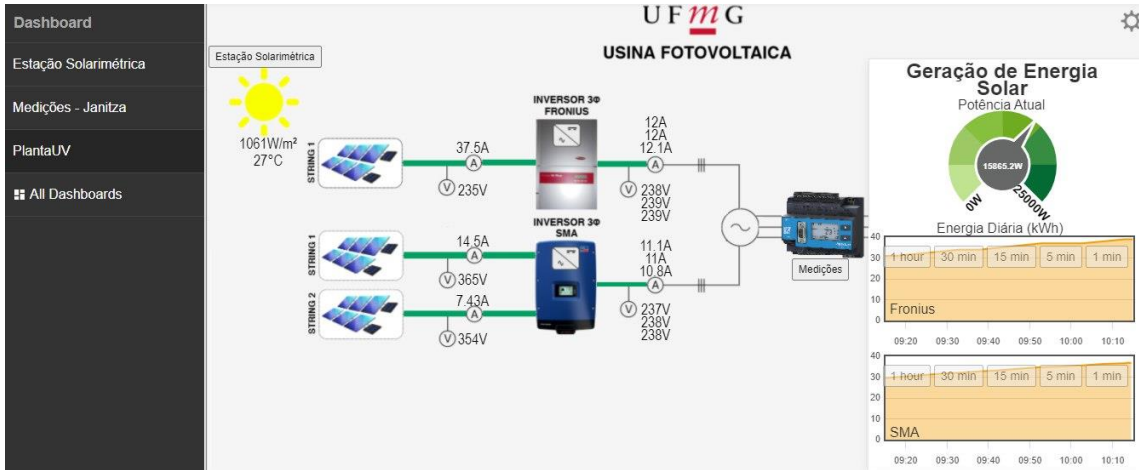 Dashboard
Estação Solarimétrica
Medições - Janitza
PlantaUV
All Dashboards
UFmG
USINA FOTOVOLTAICA
Estação Solarimétrica
1061W/m²
27°C
STRING 1
37.5A
A
V 235V
INVERSOR 3Φ
FRONIUS
12A
12A
12.1A
A
V 238V
239V
239V
STRING 1
14.5A
A
V 365V
STRING 2
7.43A
A
V 354V
INVERSOR 3Φ
SMA
11.1A
11A
10.8A
A
V 237V
238V
238V
Medições
Geração de Energia
Solar
Potência Atual
15865.2W
0W
25000W
Energia Diária (kWh)
40
30
20
10
0
1 hour 30 min 15 min 5 min 1 min
Fronius
09:20 09:30 09:40 09:50 10:00 10:10
40
30
20
10
0
1 hour 30 min 15 min 5 min 1 min
SMA
09:20 09:30 09:40 09:50 10:00 10:10